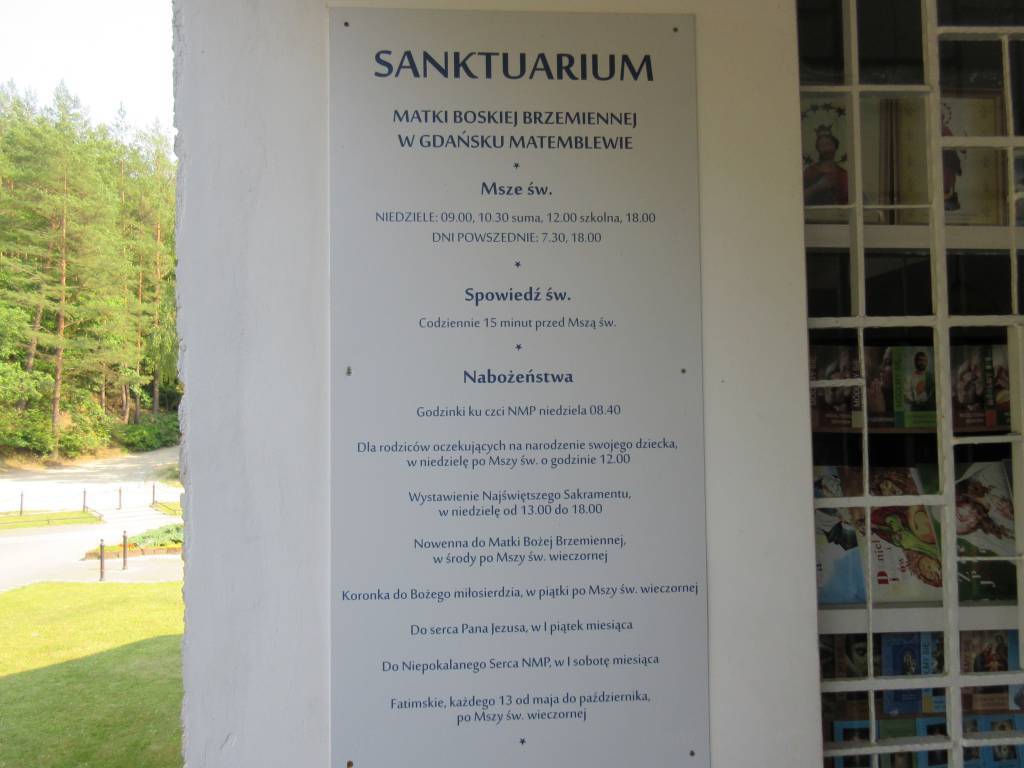 SANKTUARIUM
MATKI BOSKIEJ BRZEMIENNEJ
W GDAŃSKU MATEMBLEWIE
Msze św.
NIEDZIELE: 09.00, 10.30 suma, 12.00 szkolna, 18.00
DNI POWSZEDNIE: 7.30, 18.00
Spowiedź św.
Codziennie 15 minut przed Mszą św.
Nabożeństwa
Godzinki ku czci NMP niedziela 08.40
Dla rodziców oczekujących na narodzenie swojego dziecka,
w niedzielę po Mszy św. o godzinie 12.00
Wystawienie Najświętszego Sakramentu,
w niedzielę od 13.00 do 18.00
Nowenna do Matki Bożej Brzemiennej,
w środy po Mszy św. wieczornej
Koronka do Bożego miłosierdzia, w piątki po Mszy św. wieczornej
Do serca Pana Jezusa, w I piątek miesiąca
Do Niepokalanego Serca NMP, w I sobotę miesiąca
Fatimskie, każdego 13 od maja do października,
po Mszy św. wieczornej